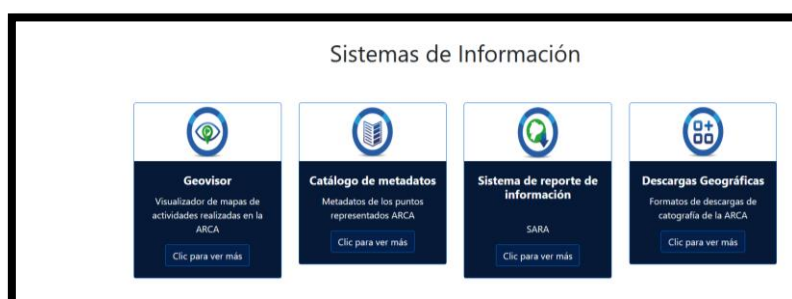 Sistemas de Información
Geovisor
Visualizador de mapas de
actividades realizadas en la
ARCA
Clic para ver más
Catálogo de metadatos
Metadatos de los puntos
representados ARCA
Clic para ver más
Sistema de reporte de
información
SARA
Clic para ver más
Descargas Geográficas
Formatos de descargas de
catografía de la ARCA
Clic para ver más